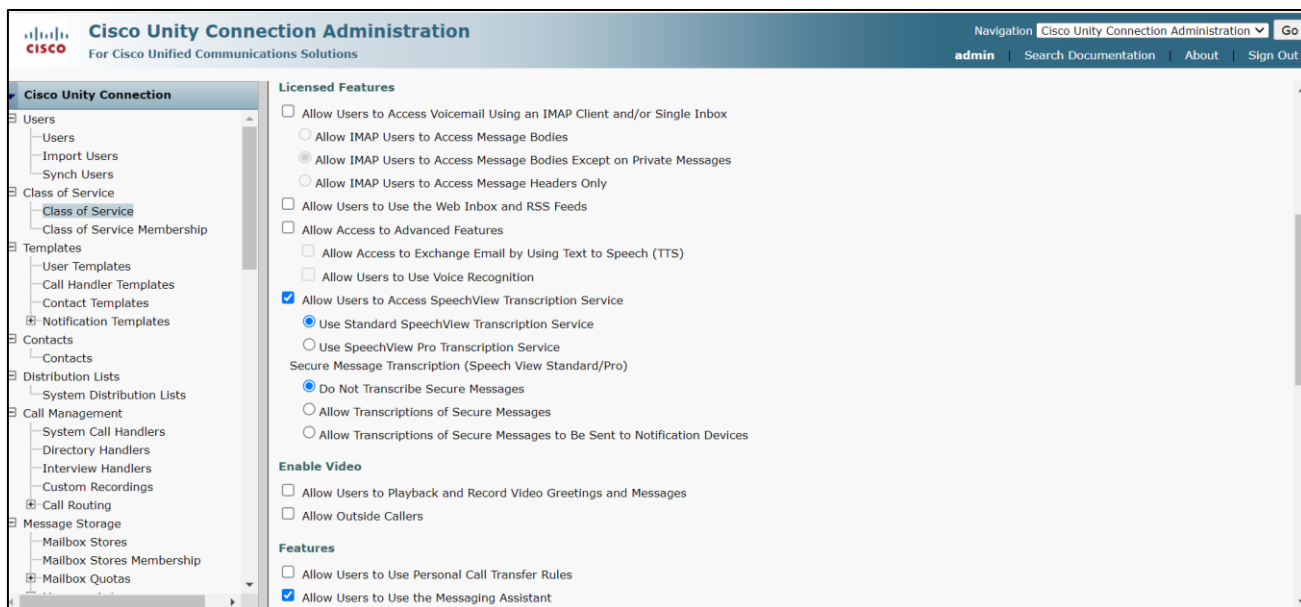 Cisco Unity Connection Administration
For Cisco Unified Communications Solutions
CISCO
Navigation Cisco Unity Connection Administration Go
admin | Search Documentation | About | Sign Out
Cisco Unity Connection
Users
Users
Import Users
Synch Users
Class of Service
Class of Service
Class of Service Membership
Templates
User Templates
Call Handler Templates
Contact Templates
Notification Templates
Contacts
Contacts
Distribution Lists
System Distribution Lists
Call Management
System Call Handlers
Directory Handlers
Interview Handlers
Custom Recordings
Call Routing
Message Storage
Mailbox Stores
Mailbox Stores Membership
Mailbox Quotas
Licensed Features
Allow Users to Access Voicemail Using an IMAP Client and/or Single Inbox
Allow IMAP Users to Access Message Bodies
Allow IMAP Users to Access Message Bodies Except on Private Messages
Allow IMAP Users to Access Message Headers Only
Allow Users to Use the Web Inbox and RSS Feeds
Allow Access to Advanced Features
Allow Access to Exchange Email by Using Text to Speech (TTS)
Allow Users to Use Voice Recognition
Allow Users to Access SpeechView Transcription Service
Use Standard SpeechView Transcription Service
Use SpeechView Pro Transcription Service
Secure Message Transcription (Speech View Standard/Pro)
Do Not Transcribe Secure Messages
Allow Transcriptions of Secure Messages
Allow Transcriptions of Secure Messages to Be Sent to Notification Devices
Enable Video
Allow Users to Playback and Record Video Greetings and Messages
Allow Outside Callers
Features
Allow Users to Use Personal Call Transfer Rules
Allow Users to Use the Messaging Assistant